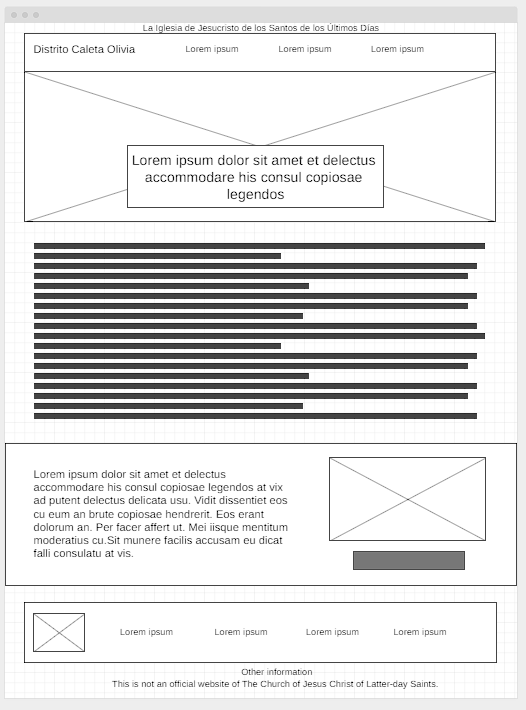 La Iglesia de Jesucristo de los Santos de los Últimos Días
Distrito Caleta Olivia Lorem ipsum Lorem ipsum Lorem ipsum
Lorem ipsum dolor sit amet et delectus
accommodare his consul copiosae
legendos
Lorem ipsum dolor sit amet et delectus
accommodare his consul copiosae legendos at vix
ad putent delectus delicata usu. Vidit dissentiet eos
cu eum an brute copiosae hendrerit. Eos erant
dolorum an. Per facer affert ut. Mei iisque mentitum
moderatius cu.Sit munere facilis accusam eu dicat
falli consulatu at vis.
Lorem ipsum Lorem ipsum Lorem ipsum Lorem ipsum
Other information
This is not an official website of The Church of Jesus Christ of Latter-day Saints.